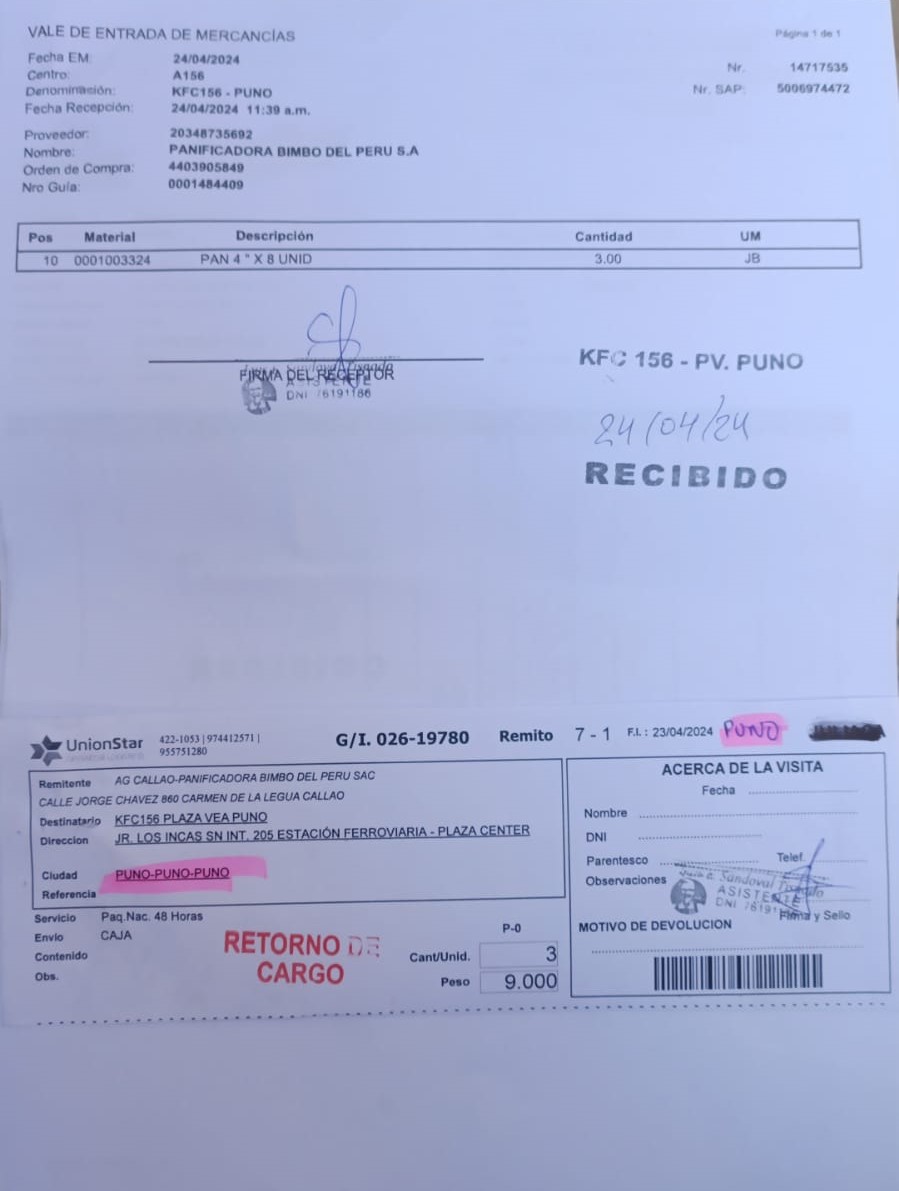 VALE DE ENTRADA DE MERCANCÍAS
Página 1 de 1
Fecha EM: 24/04/2024
Centro: A156
Denominación: KFC156 - PUNO
Fecha Recepción: 24/04/2024 11:39 a.m.
Nr. 14717535
Nr. SAP: 5006974472
Proveedor: 20348735692
Nombre: PANIFICADORA BIMBO DEL PERU S.A
Orden de Compra: 4403905849
Nro Guía: 0001484409
Pos Material Descripción Cantidad UM
10 0001003324 PAN 4 " X 8 UNID 3.00 JB
FIRMA DEL RECEPTOR
Sandoval
ASISTENTE
DNI 76191186
KFC 156 - PV. PUNO
24/04/24
RECIBIDO
UnionStar
422-1053 | 974412571 |
955751280
G/I. 026-19780 Remito 7 - 1 F.I. : 23/04/2024 PUNO
Remitente AG CALLAO-PANIFICADORA BIMBO DEL PERU SAC
CALLE JORGE CHAVEZ 860 CARMEN DE LA LEGUA CALLAO
Destinatario KFC156 PLAZA VEA PUNO
Direccion JR. LOS INCAS SN INT. 205 ESTACIÓN FERROVIARIA - PLAZA CENTER
Ciudad PUNO-PUNO-PUNO
Referencia
Servicio Paq.Nac. 48 Horas
Envio CAJA
Contenido
Obs.
RETORNO DE
CARGO
P-0
Cant/Unid. 3
Peso 9.000
ACERCA DE LA VISITA
Fecha
Nombre
DNI
Parentesco Telef.
Observaciones
Sandoval
ASISTENTE
DNI 76191
Firma y Sello
MOTIVO DE DEVOLUCION